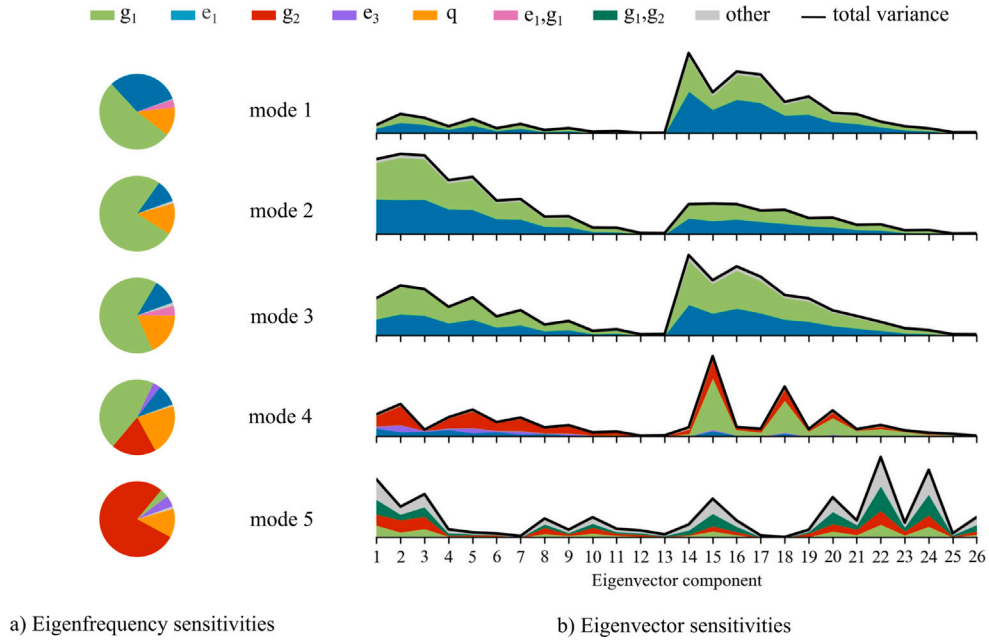 g₁ e₁ g₂ e₃ q e₁,g₁ g₁,g₂ other total variance
mode 1
mode 2
mode 3
mode 4
mode 5
1 2 3 4 5 6 7 8 9 10 11 12 13 14 15 16 17 18 19 20 21 22 23 24 25 26
Eigenvector component
a) Eigenfrequency sensitivities b) Eigenvector sensitivities